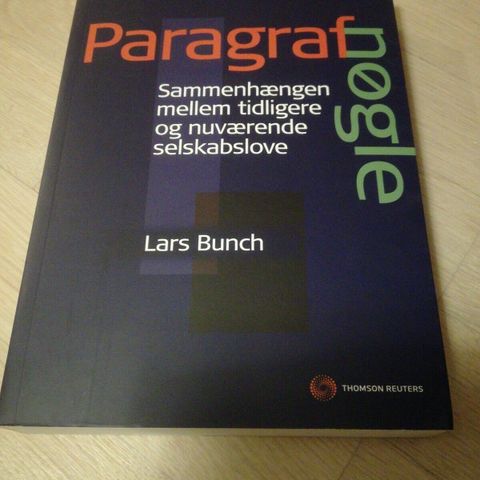 Paragraf
nøgle
Sammenhængen
mellem tidligere
og nuværende
selskabslove
Lars Bunch
THOMSON REUTERS